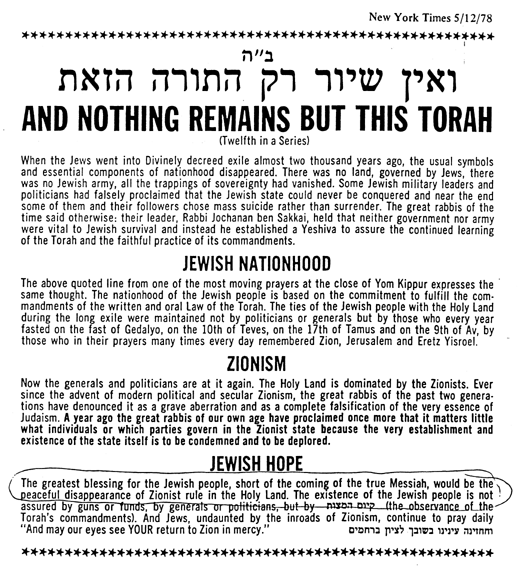 New York Times 5/12/78
ב"ה
ואין שיור רק התורה הזאת
AND NOTHING REMAINS BUT THIS TORAH
(Twelfth in a Series)
When the Jews went into Divinely decreed exile almost two thousand years ago, the usual symbols
and essential components of nationhood disappeared. There was no land, governed by Jews, there
was no Jewish army, all the trappings of sovereignty had vanished. Some Jewish military leaders and
politicians had falsely proclaimed that the Jewish state could never be conquered and near the end
some of them and their followers chose mass suicide rather than surrender. The great rabbis of the
time said otherwise: their leader, Rabbi Jochanan ben Sakkai, held that neither government nor army
were vital to Jewish survival and instead he established a Yeshiva to assure the continued learning
of the Torah and the faithful practice of its commandments.
JEWISH NATIONHOOD
The above quoted line from one of the most moving prayers at the close of Yom Kippur expresses the
same thought. The nationhood of the Jewish people is based on the commitment to fulfill the com-
mandments of the written and oral Law of the Torah. The ties of the Jewish people with the Holy Land
during the long exile were maintained not by politicians or generals but by those who every year
fasted on the fast of Gedalyo, on the 10th of Teves, on the 17th of Tamus and on the 9th of Av, by
those who in their prayers many times every day remembered Zion, Jerusalem and Eretz Yisroel.
ZIONISM
Now the generals and politicians are at it again. The Holy Land is dominated by the Zionists. Ever
since the advent of modern political and secular Zionism, the great rabbis of the past two genera-
tions have denounced it as a grave aberration and as a complete falsification of the very essence of
Judaism. A year ago the great rabbis of our own age have proclaimed once more that it matters little
what individuals or which parties govern in the Zionist state because the very establishment and
existence of the state itself is to be condemned and to be deplored.
JEWISH HOPE
The greatest blessing for the Jewish people, short of the coming of the true Messiah, would be the
peaceful disappearance of Zionist rule in the Holy Land. The existence of the Jewish people is not
assured by guns or funds, by generals or politicians, but by קיום המצות (the observance of the
Torah's commandments). And Jews, undaunted by the inroads of Zionism, continue to pray daily
"And may our eyes see YOUR return to Zion in mercy." ותחזינה עינינו בשובך לציון ברחמים